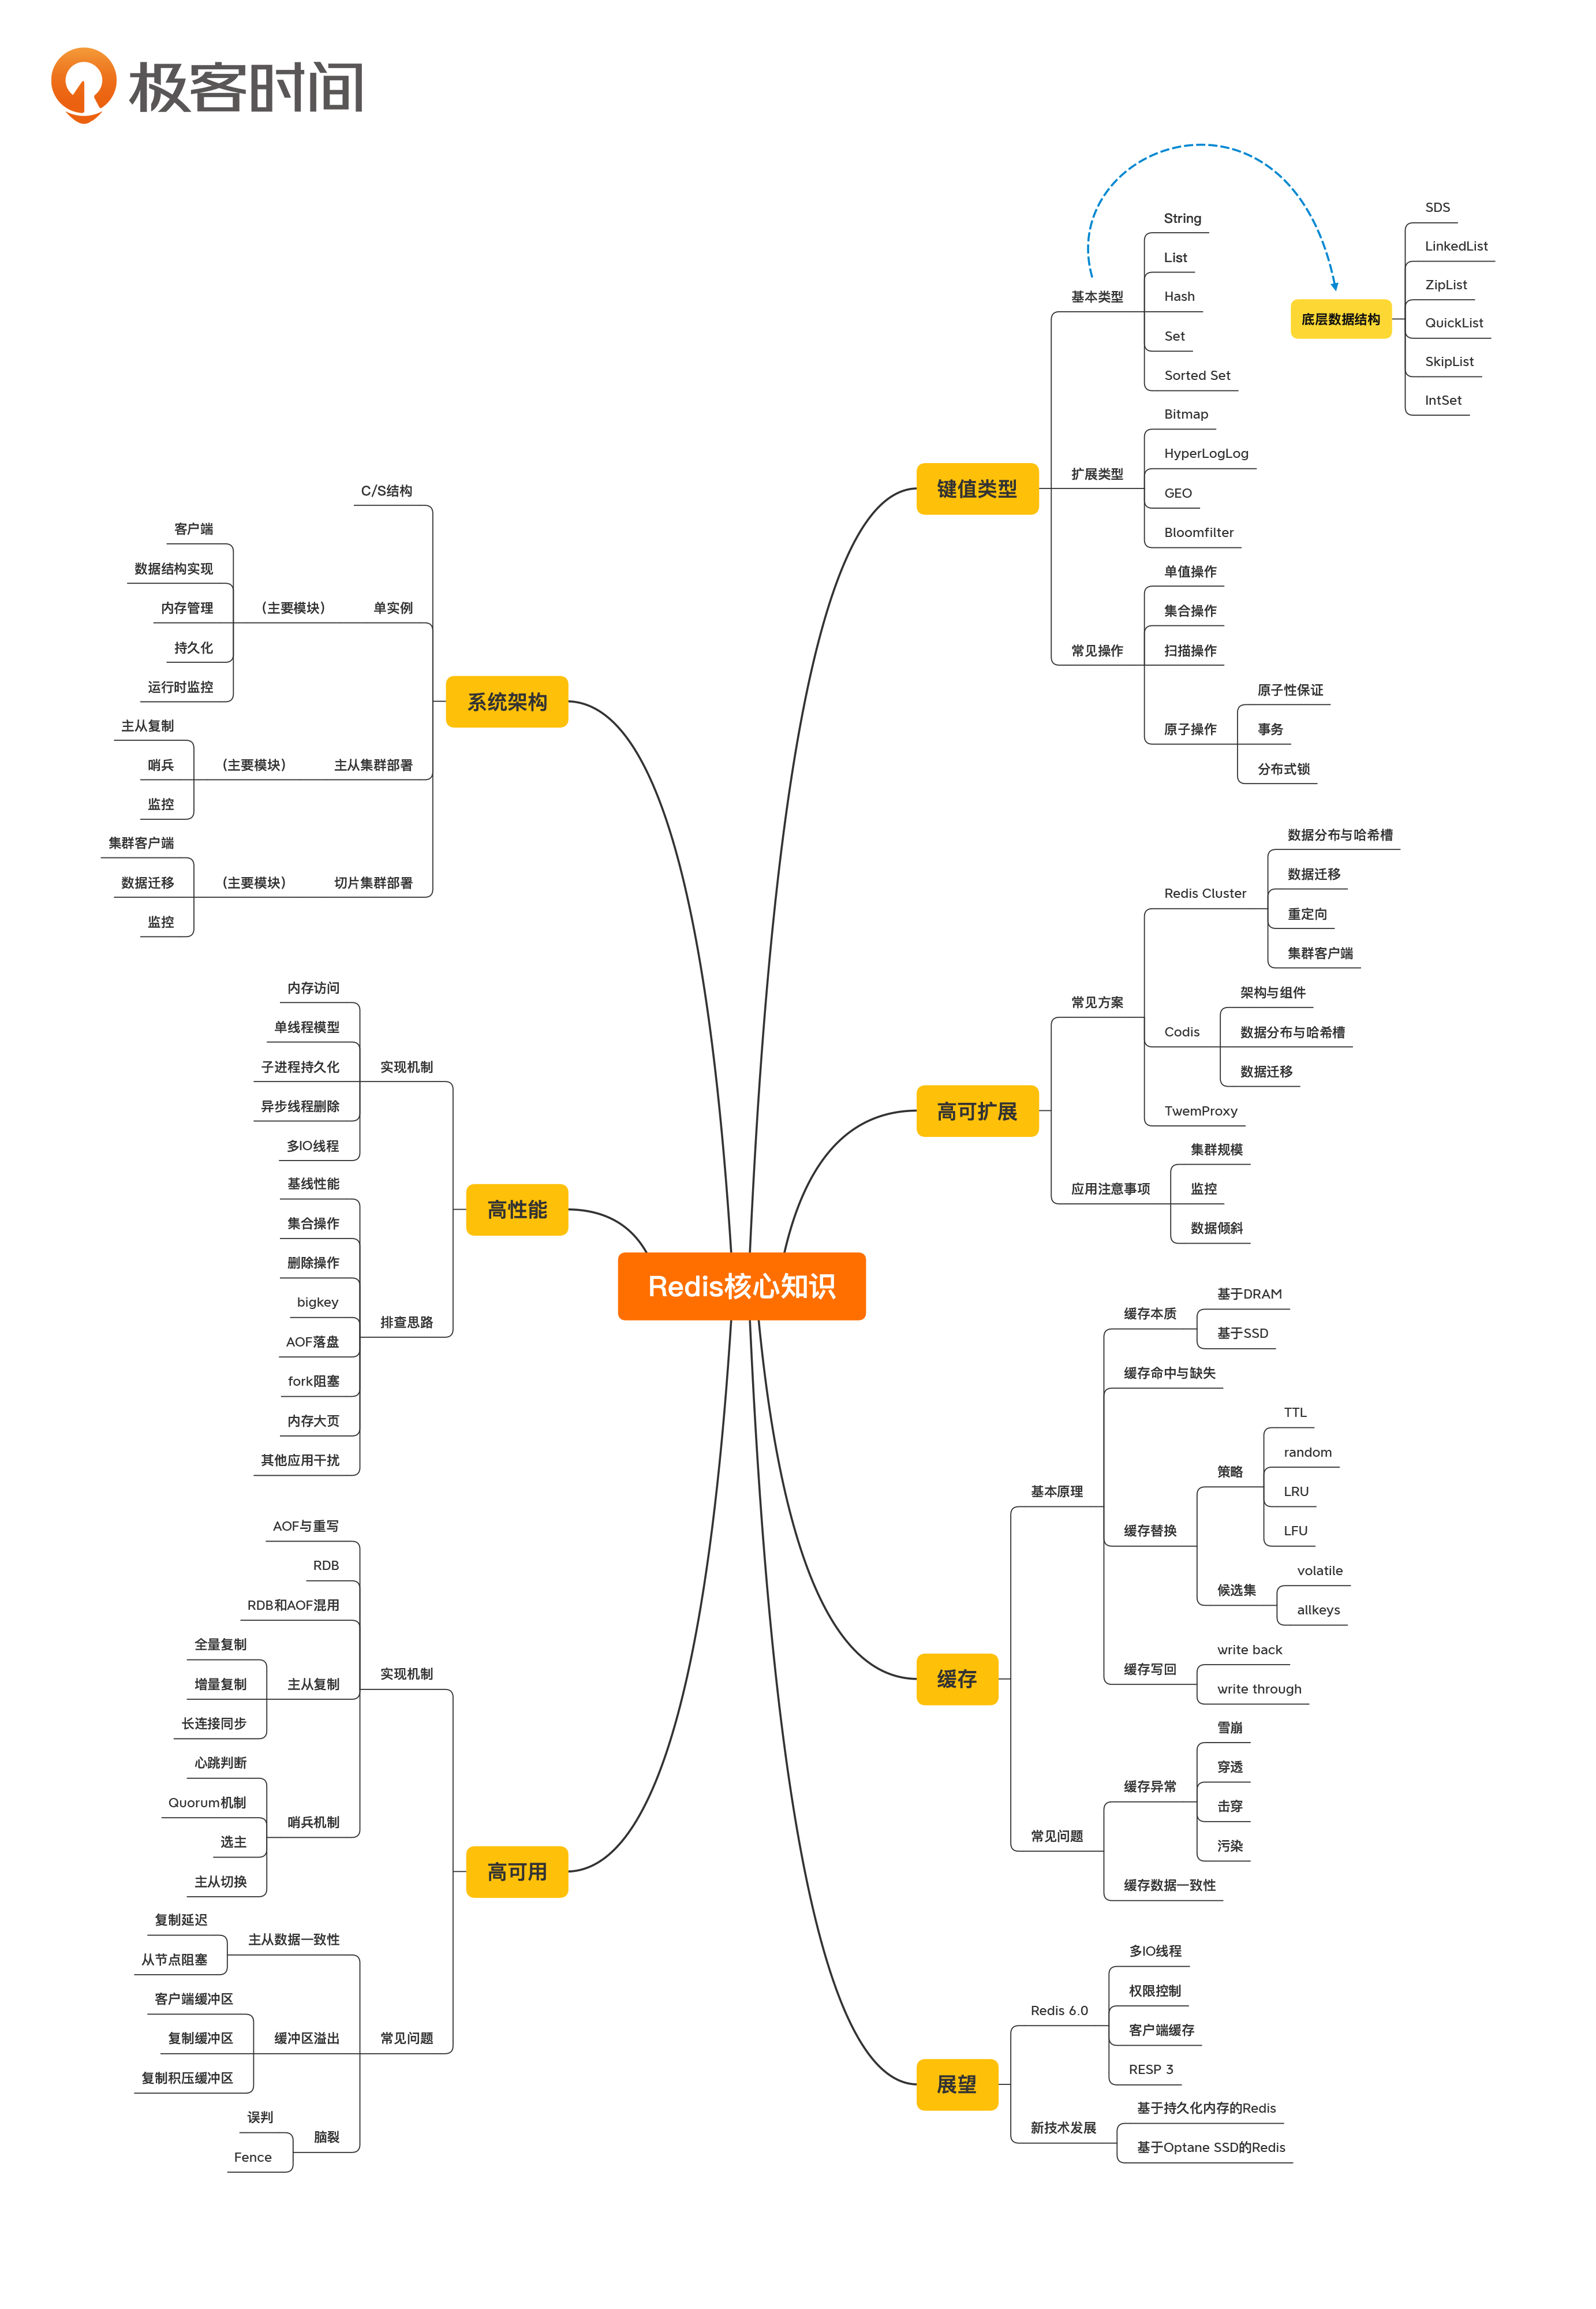 极客时间
Redis核心知识
键值类型
基本类型
String
List
Hash
Set
Sorted Set
底层数据结构
SDS
LinkedList
ZipList
QuickList
SkipList
IntSet
扩展类型
Bitmap
HyperLogLog
GEO
Bloomfilter
常见操作
单值操作
集合操作
扫描操作
原子操作
原子性保证
事务
分布式锁
高可扩展
常见方案
Redis Cluster
数据分布与哈希槽
数据迁移
重定向
集群客户端
Codis
架构与组件
数据分布与哈希槽
数据迁移
TwemProxy
应用注意事项
集群规模
监控
数据倾斜
缓存
基本原理
缓存本质
基于DRAM
基于SSD
缓存命中与缺失
缓存替换
策略
TTL
random
LRU
LFU
候选集
volatile
allkeys
缓存写回
write back
write through
常见问题
缓存异常
雪崩
穿透
击穿
污染
缓存数据一致性
展望
Redis 6.0
多IO线程
权限控制
客户端缓存
RESP 3
新技术发展
基于持久化内存的Redis
基于Optane SSD的Redis
系统架构
C/S结构
单实例
（主要模块）
客户端
数据结构实现
内存管理
持久化
运行时监控
主从集群部署
（主要模块）
主从复制
哨兵
监控
切片集群部署
（主要模块）
集群客户端
数据迁移
监控
高性能
实现机制
内存访问
单线程模型
子进程持久化
异步线程删除
多IO线程
排查思路
基线性能
集合操作
删除操作
bigkey
AOF落盘
fork阻塞
内存大页
其他应用干扰
高可用
实现机制
AOF与重写
RDB
RDB和AOF混用
主从复制
全量复制
增量复制
长连接同步
哨兵机制
心跳判断
Quorum机制
选主
主从切换
常见问题
主从数据一致性
复制延迟
从节点阻塞
缓冲区溢出
客户端缓冲区
复制缓冲区
复制积压缓冲区
脑裂
误判
Fence